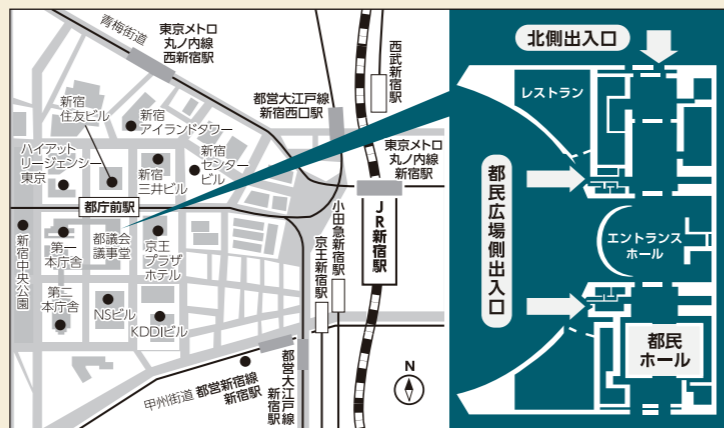 青梅街道
東京メトロ
丸ノ内線
西新宿駅
都営大江戸線
新宿西口駅
西武新宿駅
新宿
住友ビル
新宿
アイランドタワー
ハイアット
リージェンシー
東京
新宿
三井ビル
新宿
センター
ビル
東京メトロ
丸ノ内線
新宿駅
都庁前駅
新宿中央公園
第一
本庁舎
都議会
議事堂
京王
プラザ
ホテル
第二
本庁舎
NSビル
KDDIビル
JR新宿駅
小田急新宿駅
京王新宿駅
甲州街道
都営新宿線
新宿駅
都営大江戸線
新宿駅
N
北側出入口
レストラン
都民広場側出入口
エントランス
ホール
都民
ホール